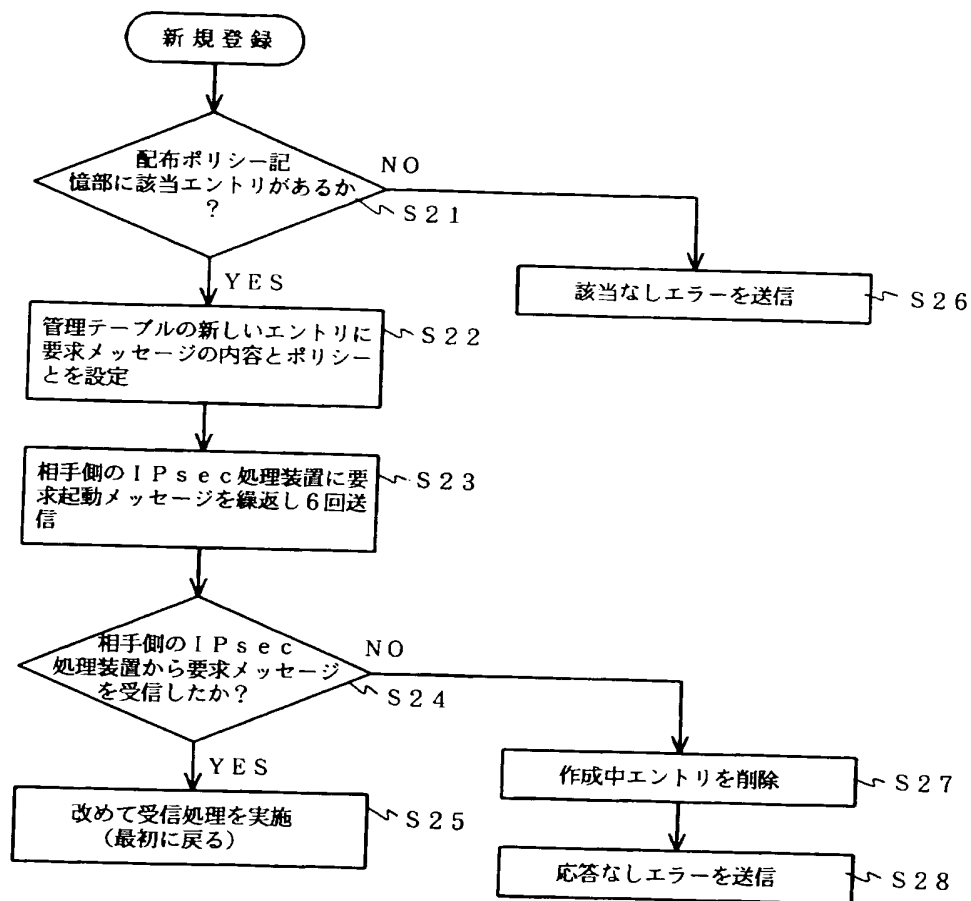 新規登録
配布ポリシー記
憶部に該当エントリがあるか
?
NO
S21
YES
該当なしエラーを送信
S26
管理テーブルの新しいエントリに
要求メッセージの内容とポリシー
とを設定
S22
相手側のIPsec処理装置に要
求起動メッセージを繰返し6回送
信
S23
相手側のIPsec
処理装置から要求メッセージ
を受信したか?
NO
S24
YES
改めて受信処理を実施
(最初に戻る)
S25
作成中エントリを削除
S27
応答なしエラーを送信
S28